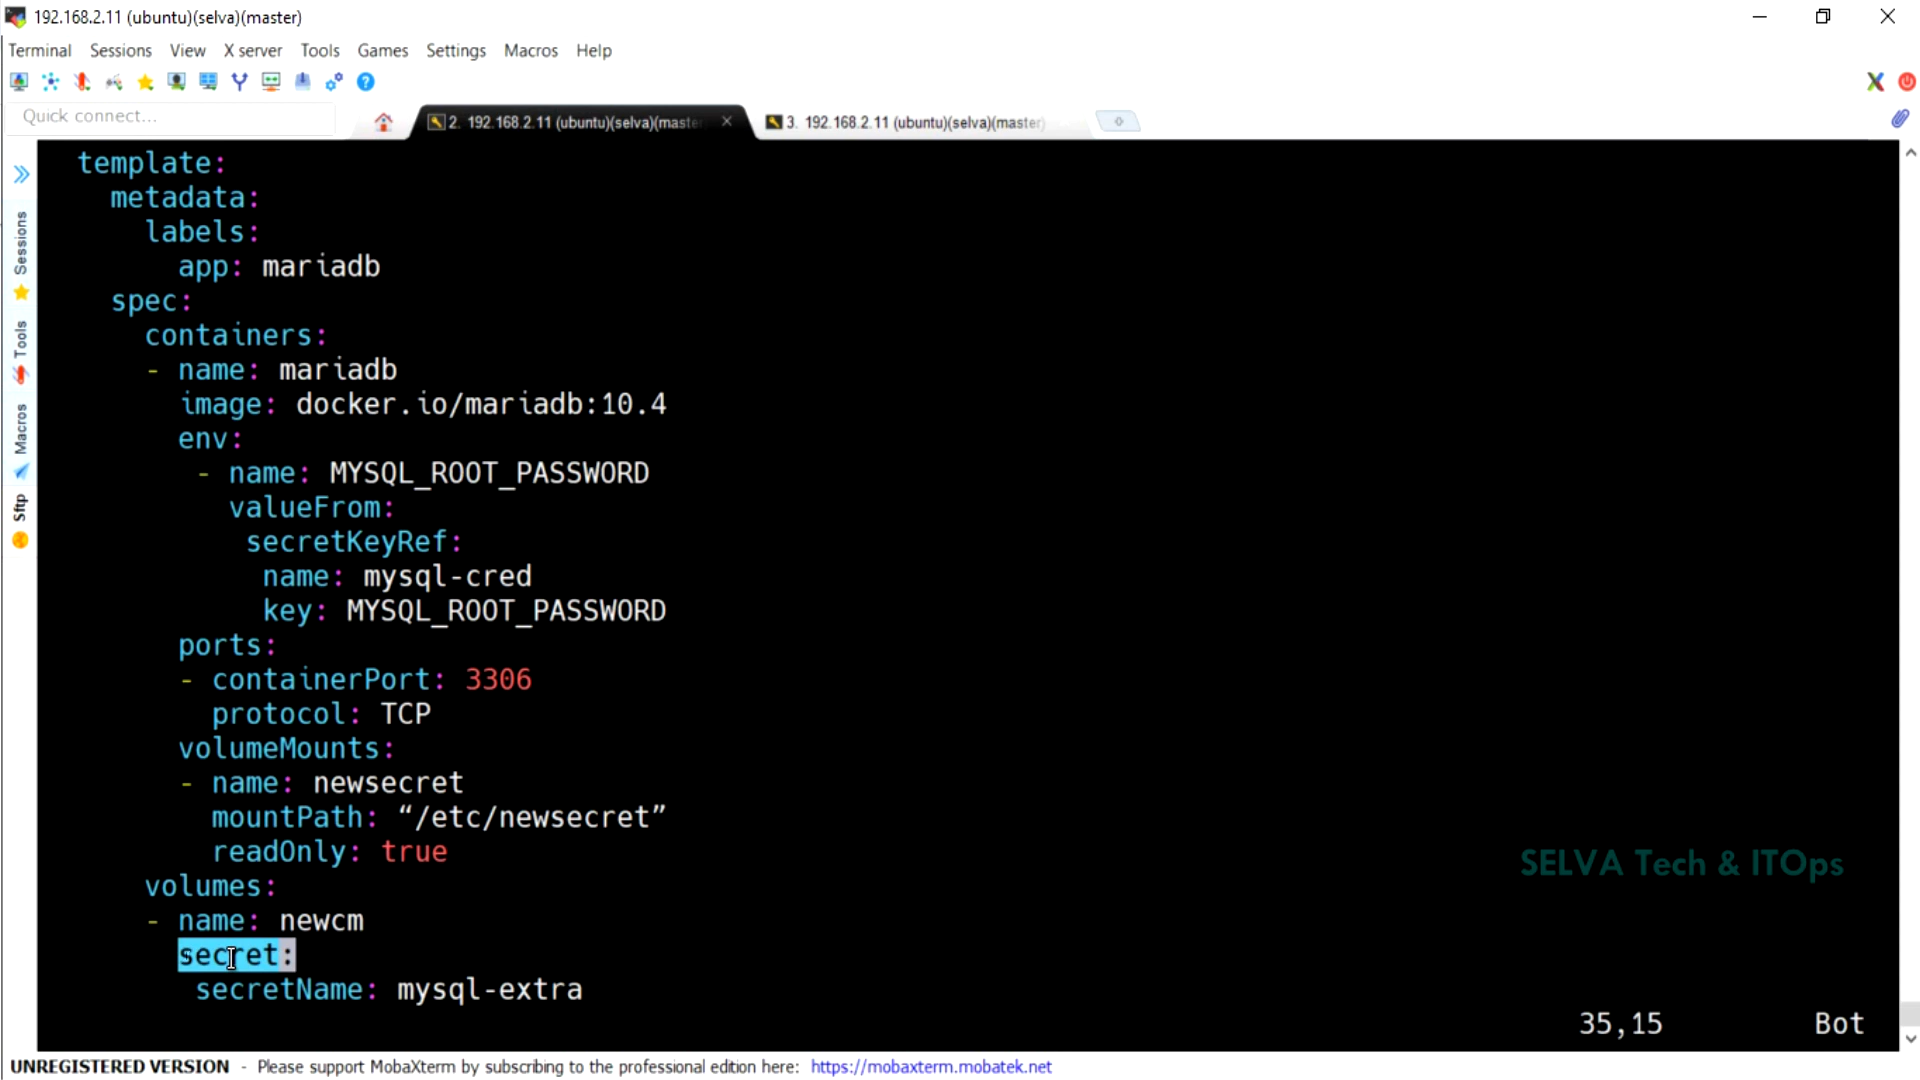 192.168.2.11 (ubuntu)(selva)(master)
Terminal Sessions View X server Tools Games Settings Macros Help
Quick connect...
2. 192.168.2.11 (ubuntu)(selva)(maste
3. 192.168.2.11 (ubuntu)(selva)(master)
Sessions
Tools
Macros
Sftp
template:
metadata:
labels:
app: mariadb
spec:
containers:
- name: mariadb
image: docker.io/mariadb:10.4
env:
- name: MYSQL_ROOT_PASSWORD
valueFrom:
secretKeyRef:
name: mysql-cred
key: MYSQL_ROOT_PASSWORD
ports:
- containerPort: 3306
protocol: TCP
volumeMounts:
- name: newsecret
mountPath: “/etc/newsecret”
readOnly: true
volumes:
- name: newcm
secret:
secretName: mysql-extra
SELVA Tech & ITOps
35,15 Bot
UNREGISTERED VERSION - Please support MobaXterm by subscribing to the professional edition here: https://mobaxterm.mobatek.net